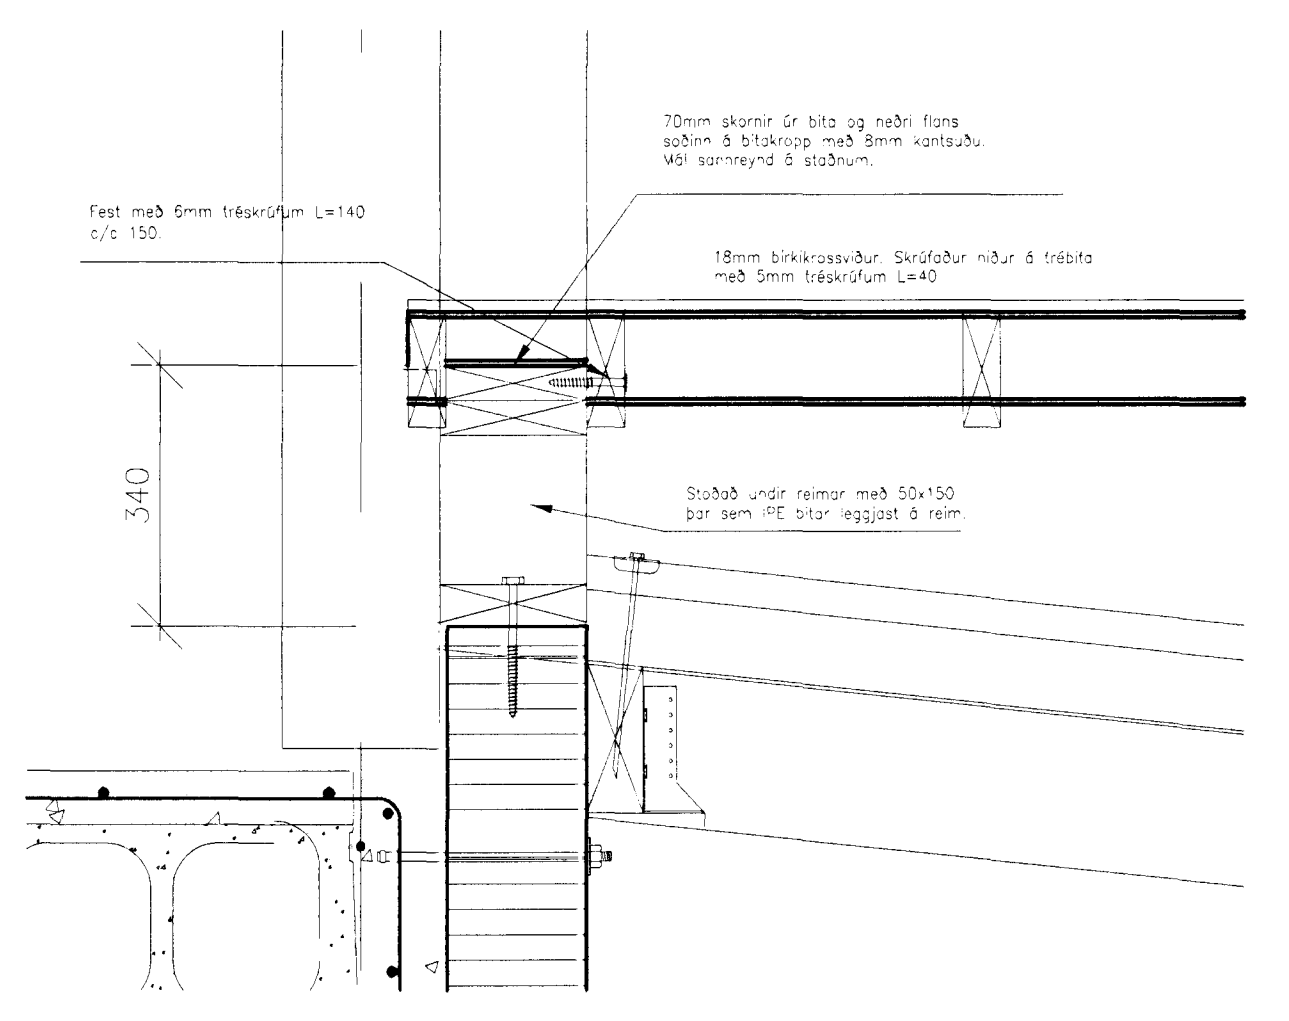 70mm skornir úr bita og neðri flans
soðinn á bitakropp með 8mm kantsuðu.
Mál sannreynd á staðnum.
Fest með 6mm tréskrúfum L=140
c/c 150.
18mm birkikrossviður. Skrúfaður niður á trébita
með 5mm tréskrúfum L=40
340
Stoðað undir reimar með 50x150
þar sem IPE bitar leggjast á reim.